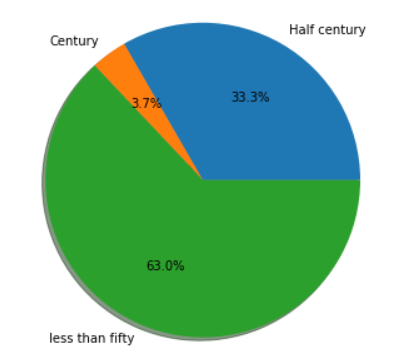 Half century
Century
33.3%
3.7%
63.0%
less than fifty